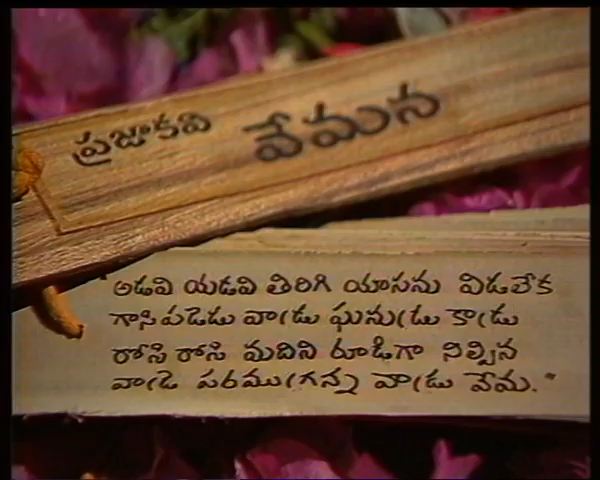 ప్రజాకవి వేమన
"అడవి యడవి తిరిగి యాసను విడలేక
గాసిపడెడు వాఁడు ఘనుఁడు కాఁడు
రోసి రోసి మదిని రూఢిగా నిల్పిన
వాఁడె పరముఁగన్న వాఁడు వేమ."